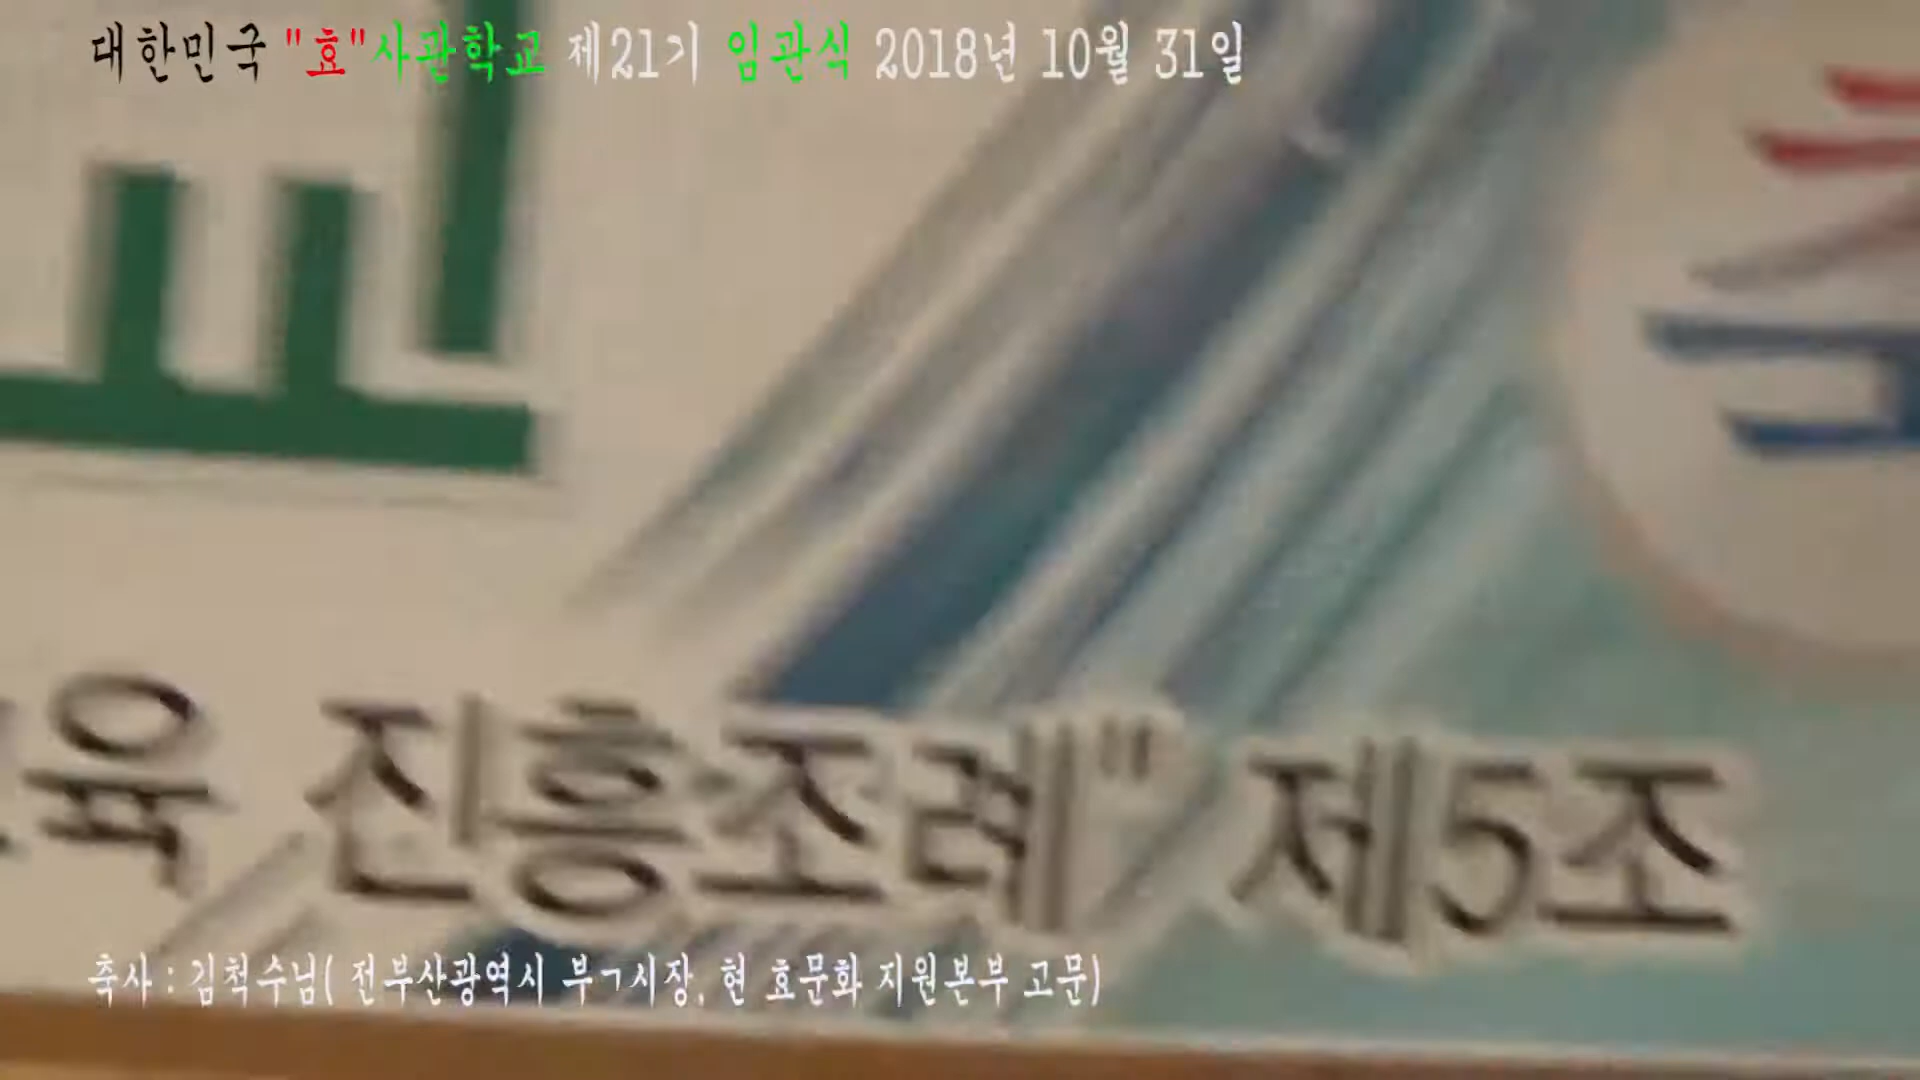 대한민국 "효"사관학교 제21기 임관식 2018년 10월 31일
교
육 진흥조례" 제5조
축사 : 김척수님( 전부산광역시 부ㄱ시장, 현 효문화 지원본부 고문)